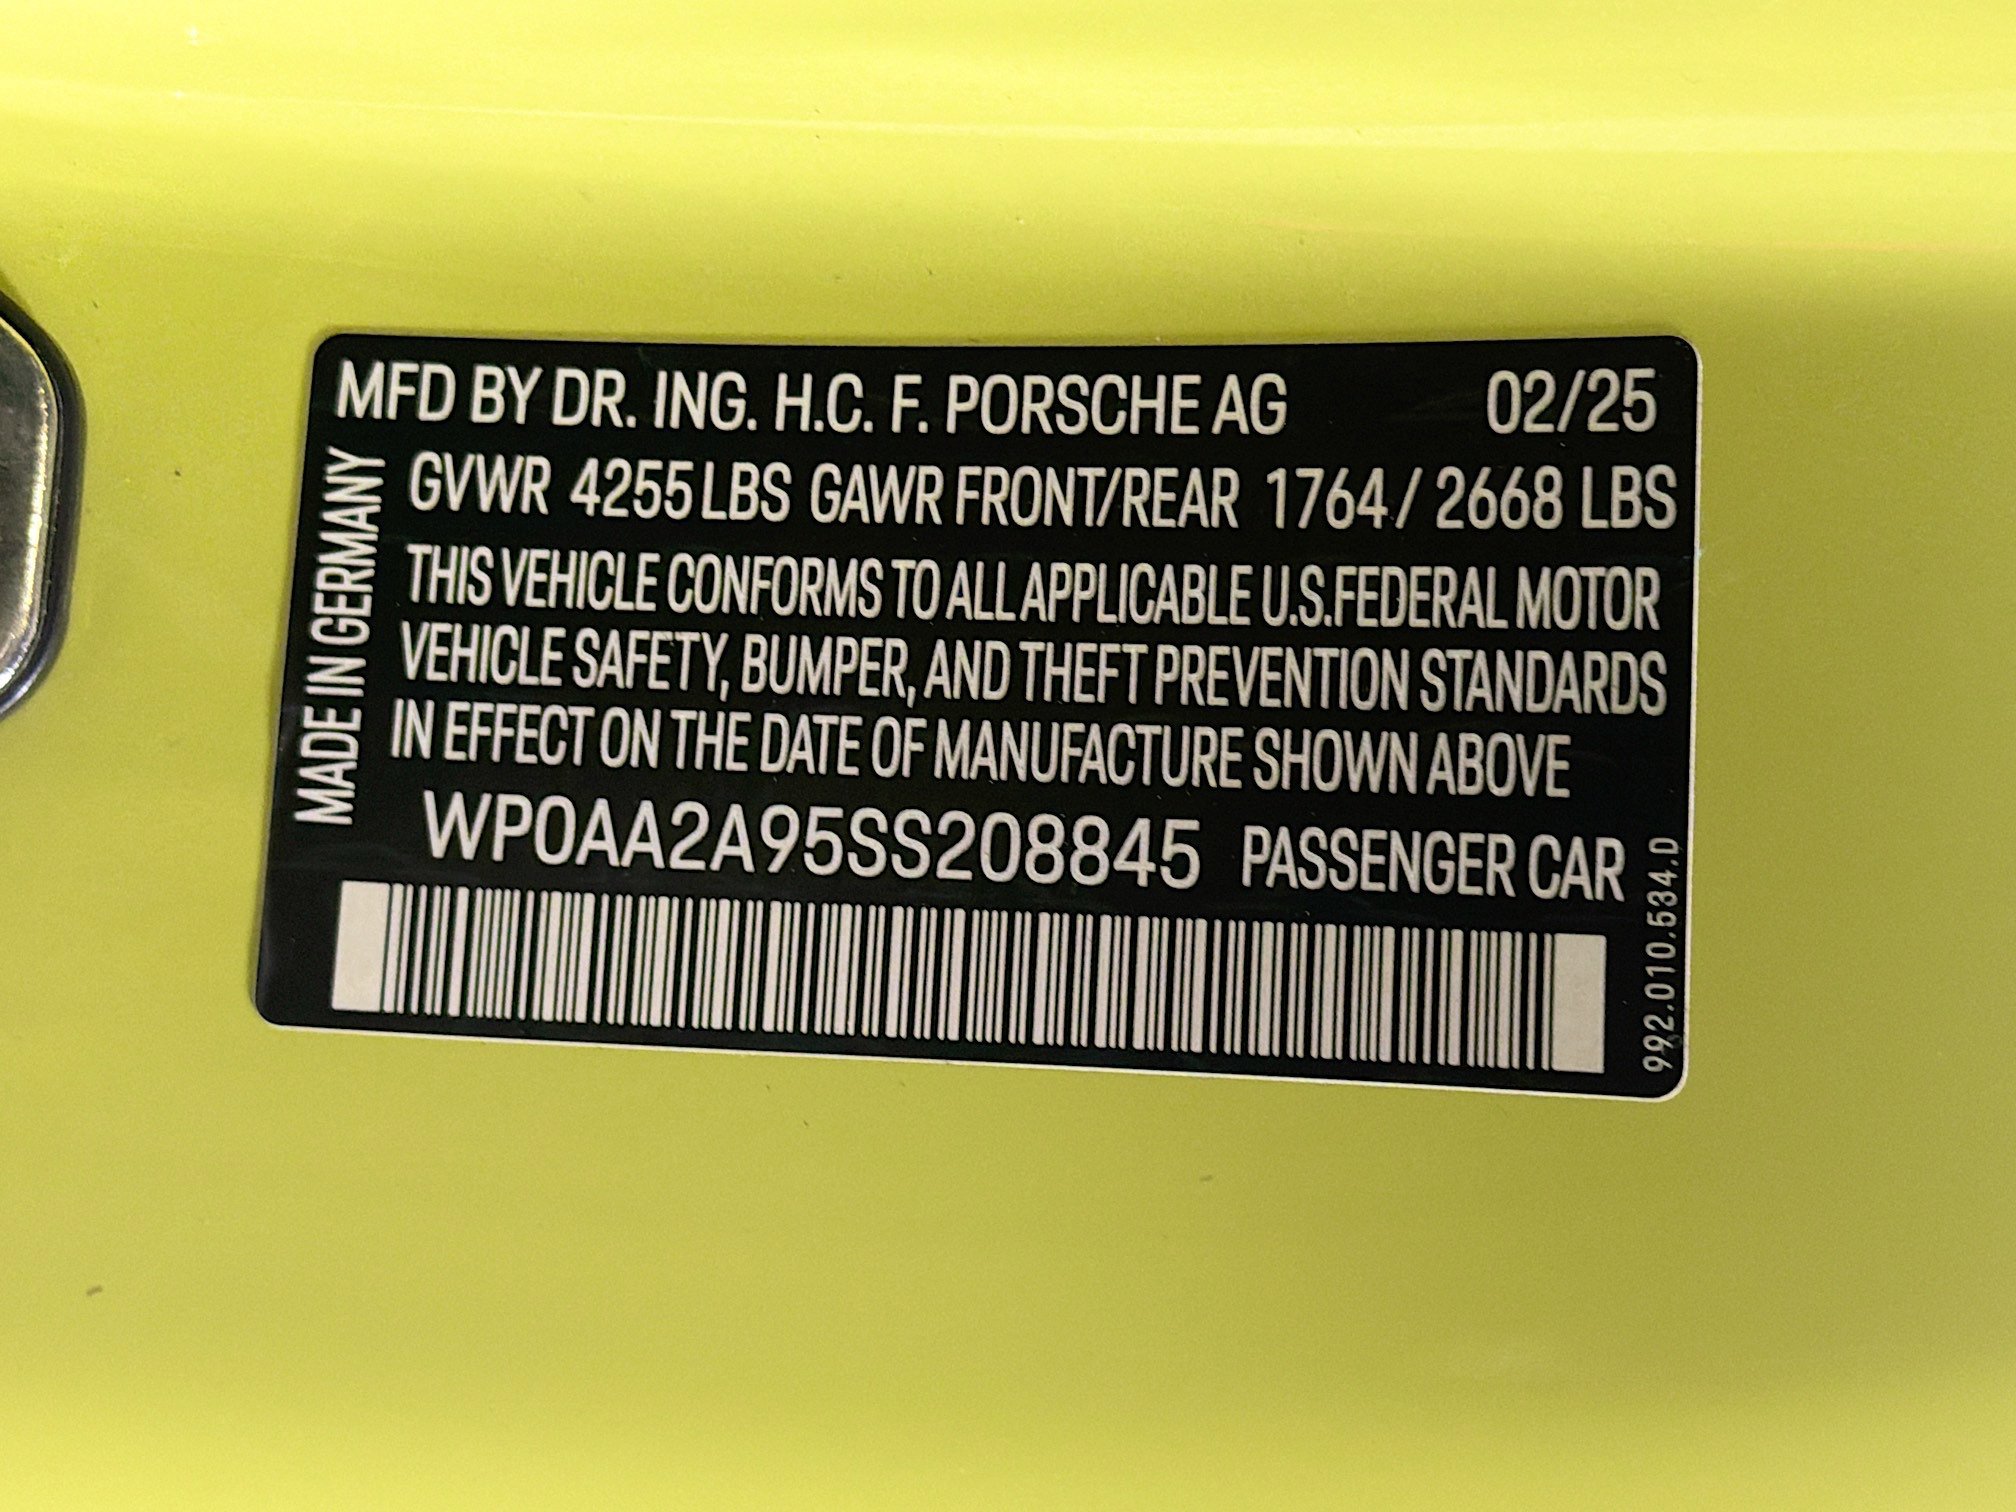 MFD BY DR. ING. H.C. F. PORSCHE AG 02/25
GVWR 4255 LBS GAWR FRONT/REAR 1764 / 2668 LBS
THIS VEHICLE CONFORMS TO ALL APPLICABLE U.S.FEDERAL MOTOR
VEHICLE SAFETY, BUMPER, AND THEFT PREVENTION STANDARDS
IN EFFECT ON THE DATE OF MANUFACTURE SHOWN ABOVE
WP0AA2A95SS208845 PASSENGER CAR
MADE IN GERMANY
992.010.534.D